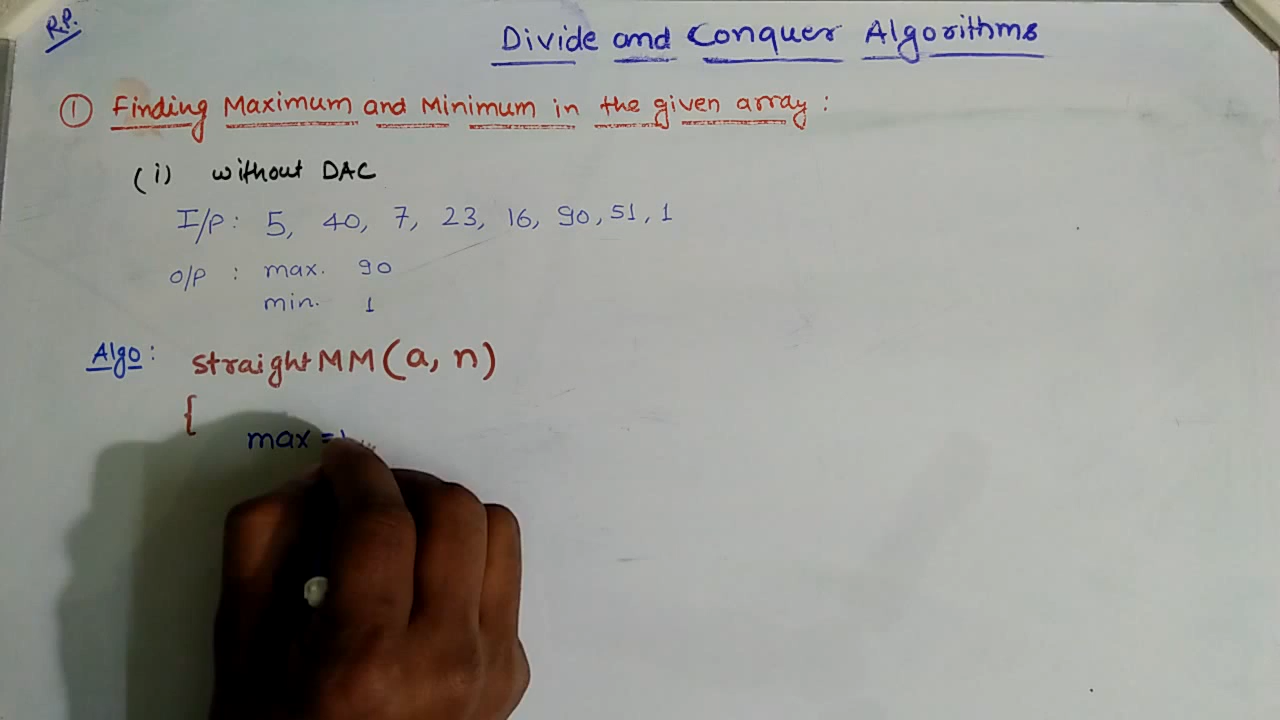 R.P.
Divide and Conquer Algorithms
① Finding Maximum and Minimum in the given array :
(i) without DAC
I/P : 5, 40, 7, 23, 16, 90, 51, 1
O/P : max. 90
min. 1
Algo : straightMM(a, n)
{
max =